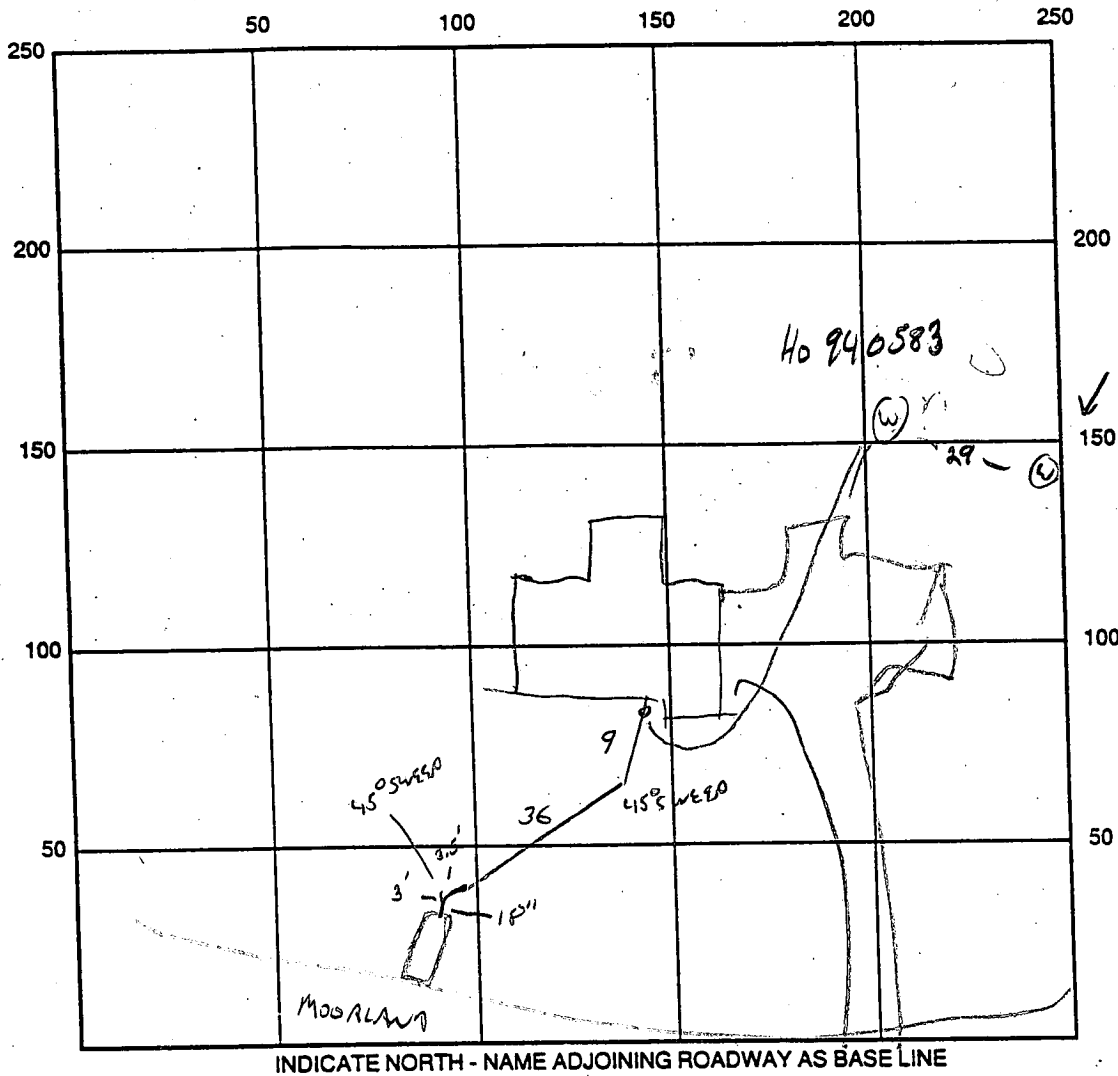 50 100 150 200 250
250
200 200
Ho 940583
W
150 150
29 — W
100 100
9
45° SWEEP
45° SWEEP
36
50 50
3.5'
3'
18"
MOORLAND
INDICATE NORTH - NAME ADJOINING ROADWAY AS BASE LINE